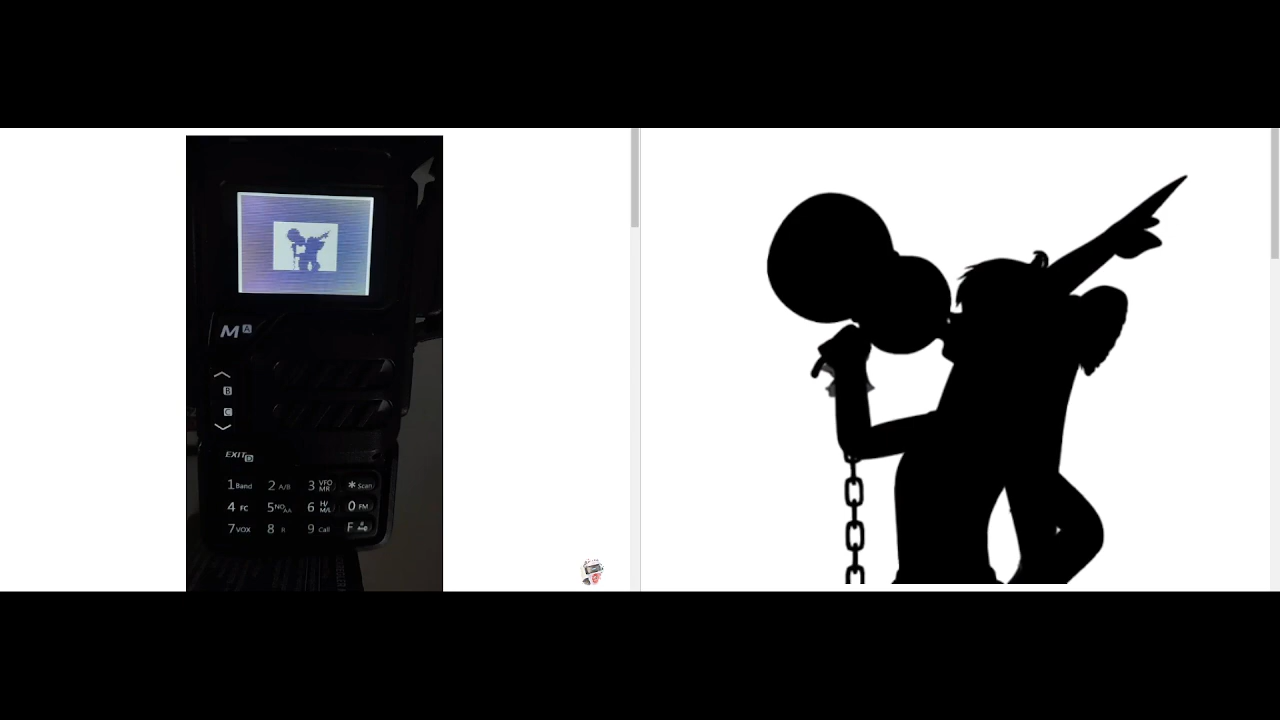 M A
B
C
EXIT D
1 Band 2 A/B 3 VFO MR * Scan
4 FC 5 NOAA 6 H/M/L 0 FM
7 VOX 8 R 9 Call F